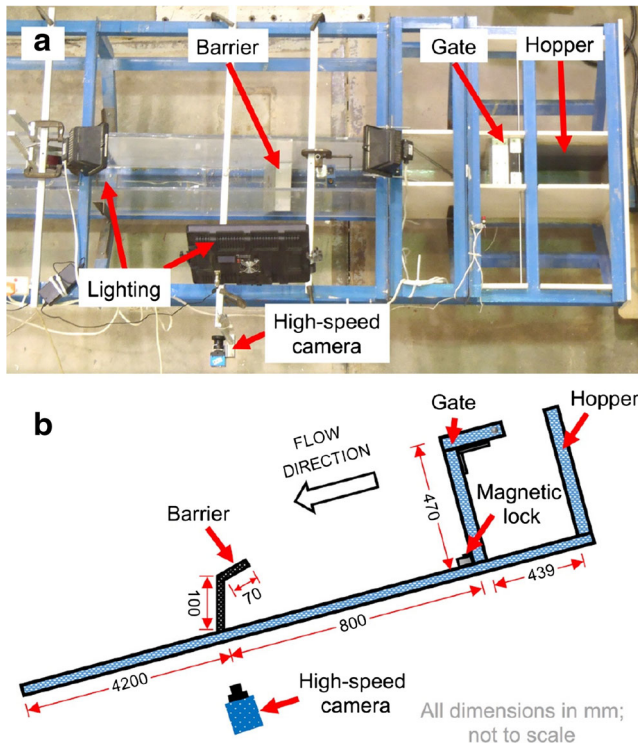 a
Barrier
Gate
Hopper
Lighting
High-speed
camera
b
FLOW
DIRECTION
Gate
Hopper
Magnetic
lock
Barrier
470
100
70
439
800
4200
High-speed
camera
All dimensions in mm;
not to scale